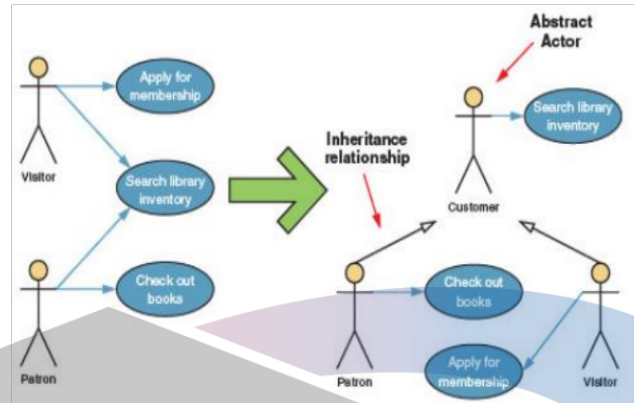 Apply for
membership
Visitor
Search library
inventory
Check out
books
Patron
Abstract
Actor
Search library
inventory
Inheritance
relationship
Customer
Check out
books
Apply for
membership
Patron
Visitor